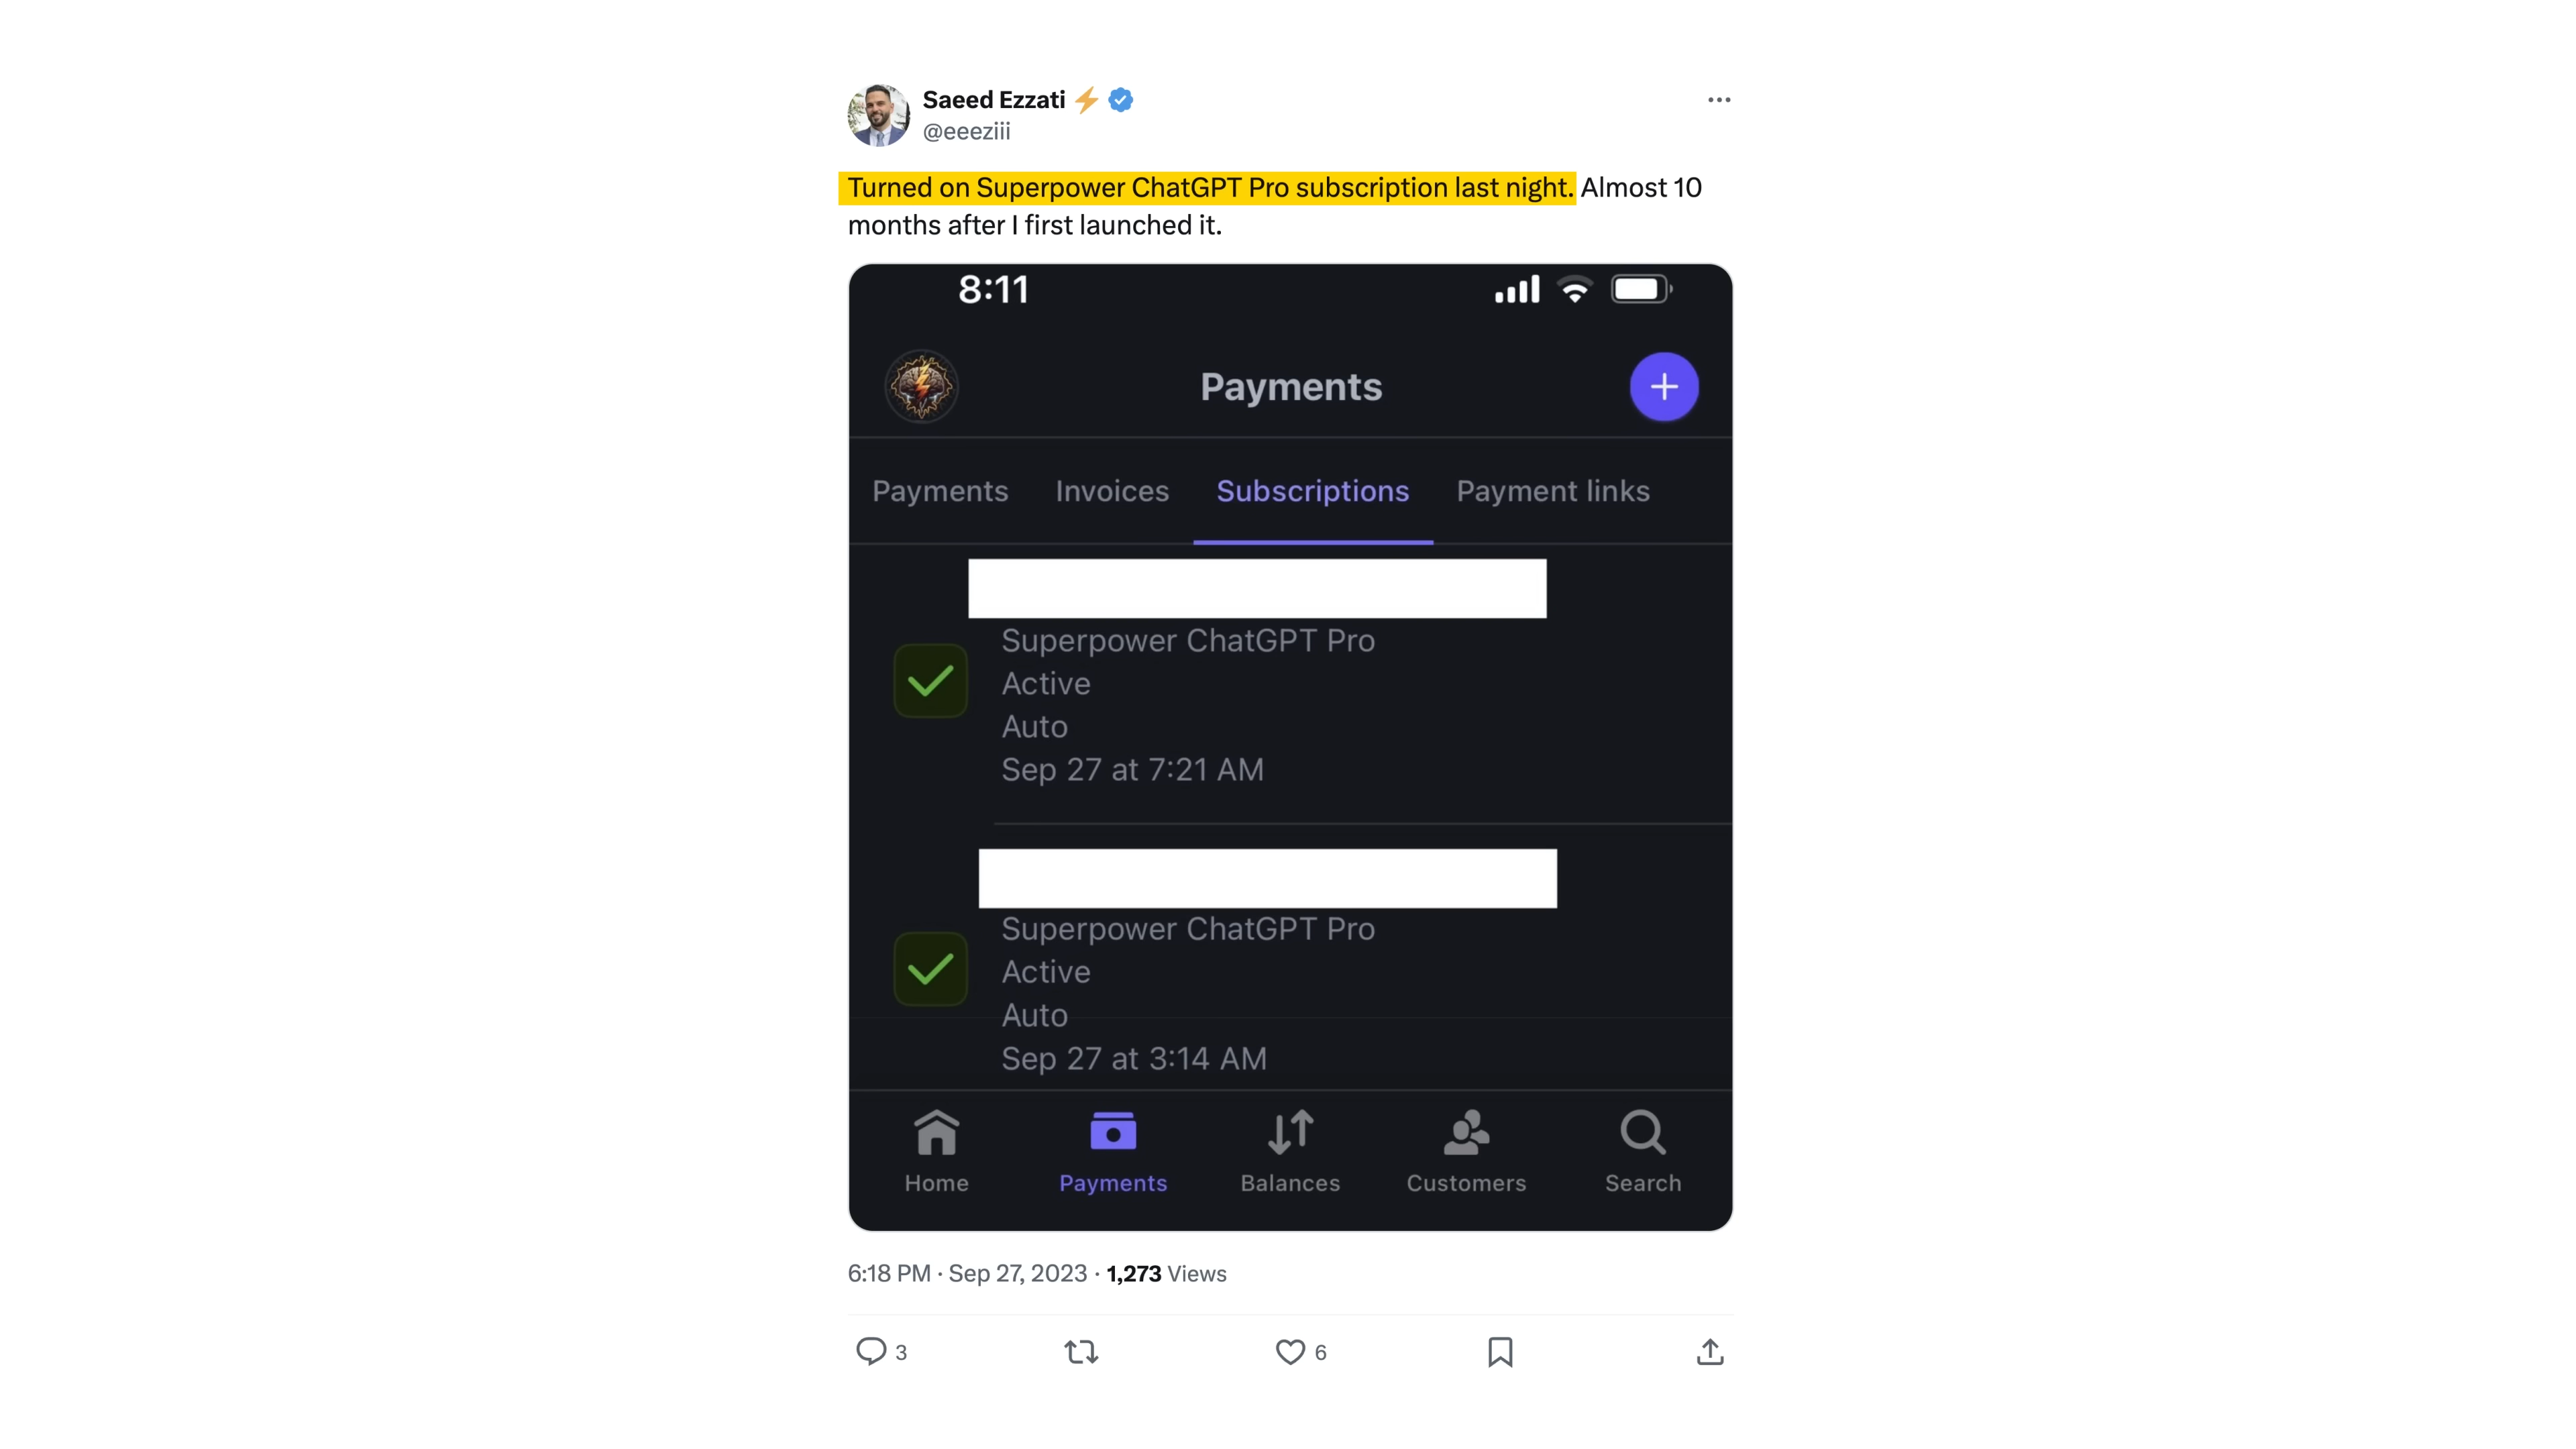 Saeed Ezzati ⚡
@eeeziii
Turned on Superpower ChatGPT Pro subscription last night. Almost 10
months after I first launched it.
8:11
Payments
Payments Invoices Subscriptions Payment links
Superpower ChatGPT Pro
Active
Auto
Sep 27 at 7:21 AM
Superpower ChatGPT Pro
Active
Auto
Sep 27 at 3:14 AM
Home Payments Balances Customers Search
6:18 PM · Sep 27, 2023 · 1,273 Views
3 6